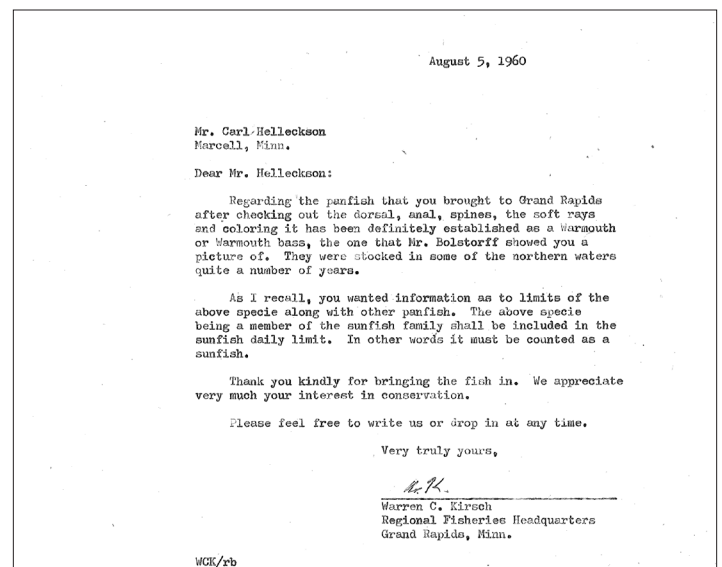 August 5, 1960
Mr. Carl Helleckson
Marcell, Minn.
Dear Mr. Helleckson:
Regarding the panfish that you brought to Grand Rapids
after checking out the dorsal, anal, spines, the soft rays
and coloring it has been definitely established as a Warmouth
or Warmouth bass, the one that Mr. Bolstorff showed you a
picture of. They were stocked in some of the northern waters
quite a number of years.
As I recall, you wanted information as to limits of the
above specie along with other panfish. The above specie
being a member of the sunfish family shall be included in the
sunfish daily limit. In other words it must be counted as a
sunfish.
Thank you kindly for bringing the fish in. We appreciate
very much your interest in conservation.
Please feel free to write us or drop in at any time.
Very truly yours,
Warren C. Kirsch
Regional Fisheries Headquarters
Grand Rapids, Minn.
WCK/rb